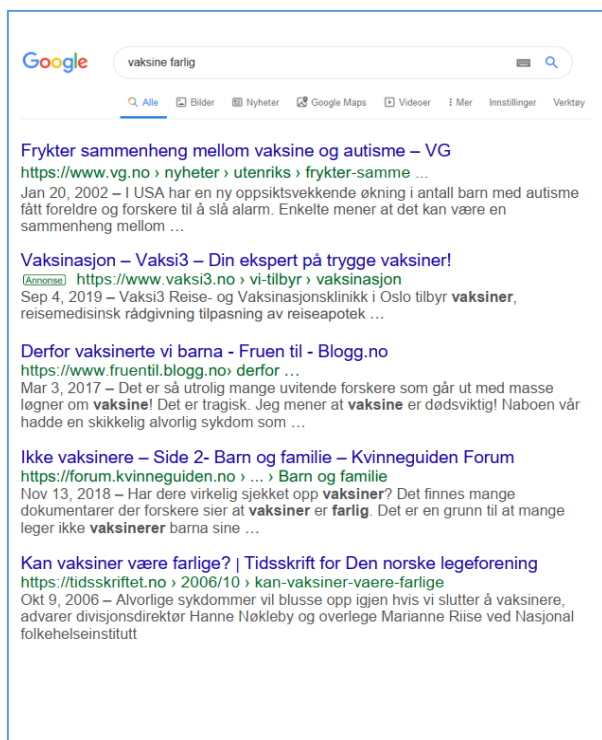 Google
vaksine farlig
Alle Bilder Nyheter Google Maps Videoer Mer Innstillinger Verktøy
Frykter sammenheng mellom vaksine og autisme – VG
https://www.vg.no › nyheter › utenriks › frykter-samme ...
Jan 20, 2002 – I USA har en ny oppsiktsvekkende økning i antall barn med autisme
fått foreldre og forskere til å slå alarm. Enkelte mener at det kan være en
sammenheng mellom …
Vaksinasjon – Vaksi3 – Din ekspert på trygge vaksiner!
Annonse https://www.vaksi3.no › vi-tilbyr › vaksinasjon
Sep 4, 2019 – Vaksi3 Reise- og Vaksinasjonsklinikk i Oslo tilbyr vaksiner,
reisemedisinsk rådgivning tilpasning av reiseapotek …
Derfor vaksinerte vi barna - Fruen til - Blogg.no
https://www.fruentil.blogg.no› derfor …
Mar 3, 2017 – Det er så utrolig mange uvitende forskere som går ut med masse
løgner om vaksine! Det er tragisk. Jeg mener at vaksine er dødsviktig! Naboen vår
hadde en skikkelig alvorlig sykdom som …
Ikke vaksinere – Side 2- Barn og familie – Kvinneguiden Forum
https://forum.kvinneguiden.no › ... › Barn og familie
Nov 13, 2018 – Har dere virkelig sjekket opp vaksiner? Det finnes mange
dokumentarer der forskere sier at vaksiner er farlig. Det er en grunn til at mange
leger ikke vaksinerer barna sine …
Kan vaksiner være farlige? | Tidsskrift for Den norske legeforening
https://tidsskriftet.no › 2006/10 › kan-vaksiner-vaere-farlige
Okt 9, 2006 – Alvorlige sykdommer vil blusse opp igjen hvis vi slutter å vaksinere,
advarer divisjonsdirektør Hanne Nøkleby og overlege Marianne Riise ved Nasjonal
folkehelseinstitutt